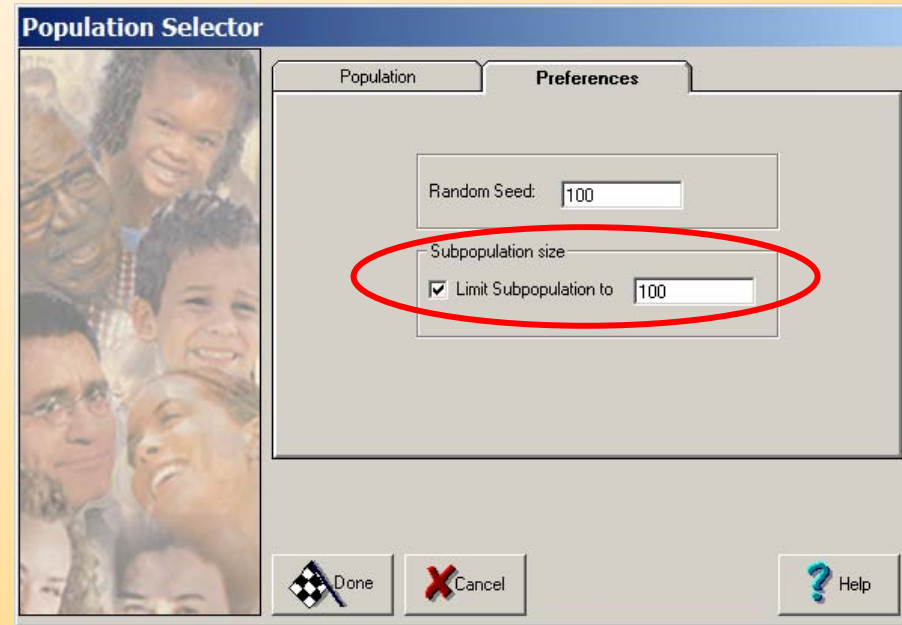 Population Selector
Population
Preferences
Random Seed: 100
Subpopulation size
Limit Subpopulation to 100
Done
Cancel
Help